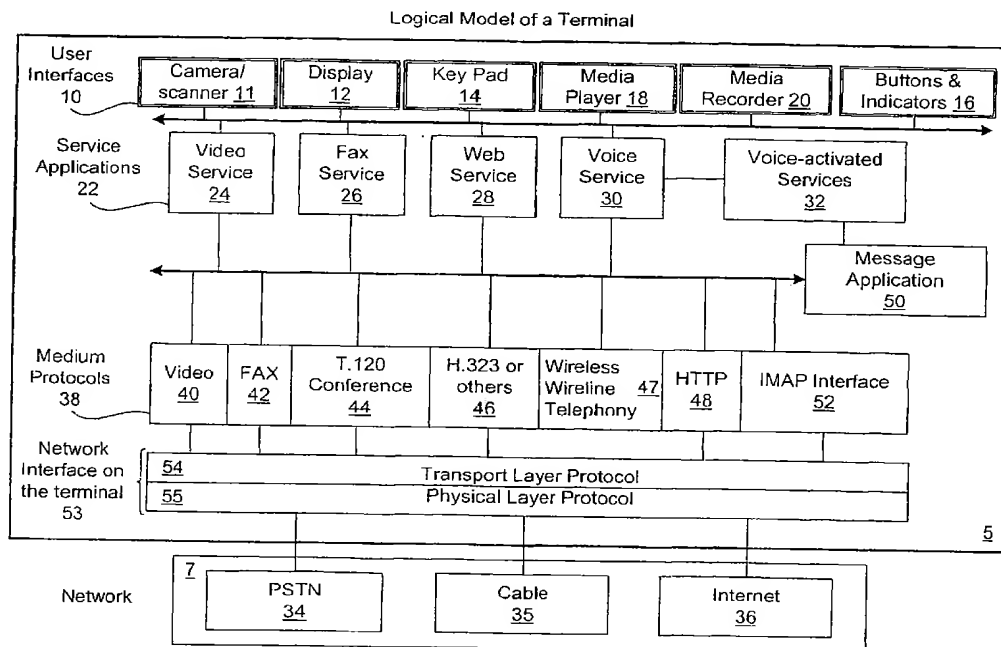 Logical Model of a Terminal
User
Interfaces
10
Camera/
scanner 11
Display
12
Key Pad
14
Media
Player 18
Media
Recorder 20
Buttons &
Indicators 16
Service
Applications
22
Video
Service
24
Fax
Service
26
Web
Service
28
Voice
Service
30
Voice-activated
Services
32
Message
Application
50
Medium
Protocols
38
Video
40
FAX
42
T.120
Conference
44
H.323 or
others
46
Wireless
Wireline
Telephony
47
HTTP
48
IMAP Interface
52
Network
Interface on
the terminal
53
54
Transport Layer Protocol
55
Physical Layer Protocol
5
Network
7
PSTN
34
Cable
35
Internet
36